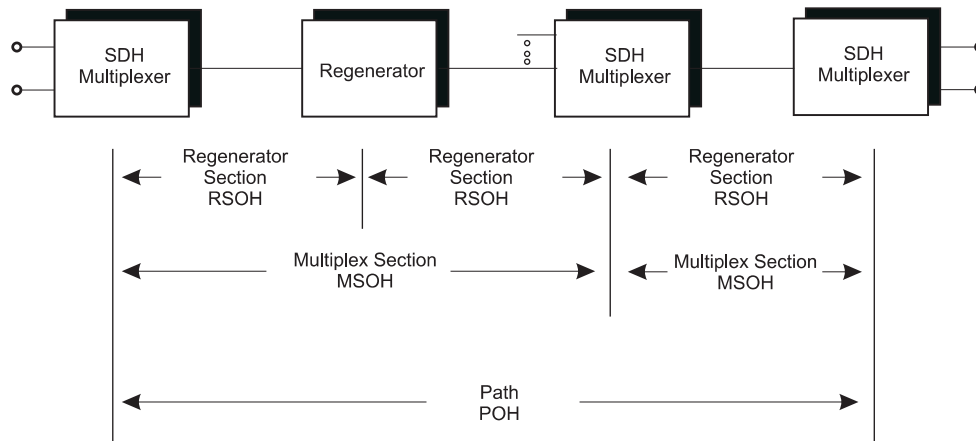 SDH
Multiplexer
Regenerator
SDH
Multiplexer
SDH
Multiplexer
Regenerator
Section
RSOH
Regenerator
Section
RSOH
Regenerator
Section
RSOH
Multiplex Section
MSOH
Multiplex Section
MSOH
Path
POH